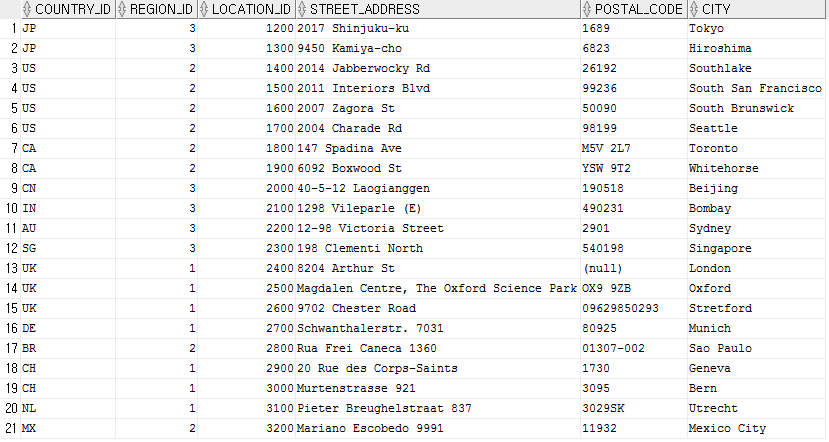 COUNTRY_ID REGION_ID LOCATION_ID STREET_ADDRESS POSTAL_CODE CITY
1 JP 3 1200 2017 Shinjuku-ku 1689 Tokyo
2 JP 3 1300 9450 Kamiya-cho 6823 Hiroshima
3 US 2 1400 2014 Jabberwocky Rd 26192 Southlake
4 US 2 1500 2011 Interiors Blvd 99236 South San Francisco
5 US 2 1600 2007 Zagora St 50090 South Brunswick
6 US 2 1700 2004 Charade Rd 98199 Seattle
7 CA 2 1800 147 Spadina Ave M5V 2L7 Toronto
8 CA 2 1900 6092 Boxwood St YSW 9T2 Whitehorse
9 CN 3 2000 40-5-12 Laogianggen 190518 Beijing
10 IN 3 2100 1298 Vileparle (E) 490231 Bombay
11 AU 3 2200 12-98 Victoria Street 2901 Sydney
12 SG 3 2300 198 Clementi North 540198 Singapore
13 UK 1 2400 8204 Arthur St (null) London
14 UK 1 2500 Magdalen Centre, The Oxford Science Park OX9 9ZB Oxford
15 UK 1 2600 9702 Chester Road 09629850293 Stretford
16 DE 1 2700 Schwanthalerstr. 7031 80925 Munich
17 BR 2 2800 Rua Frei Caneca 1360 01307-002 Sao Paulo
18 CH 1 2900 20 Rue des Corps-Saints 1730 Geneva
19 CH 1 3000 Murtenstrasse 921 3095 Bern
20 NL 1 3100 Pieter Breughelstraat 837 3029SK Utrecht
21 MX 2 3200 Mariano Escobedo 9991 11932 Mexico City